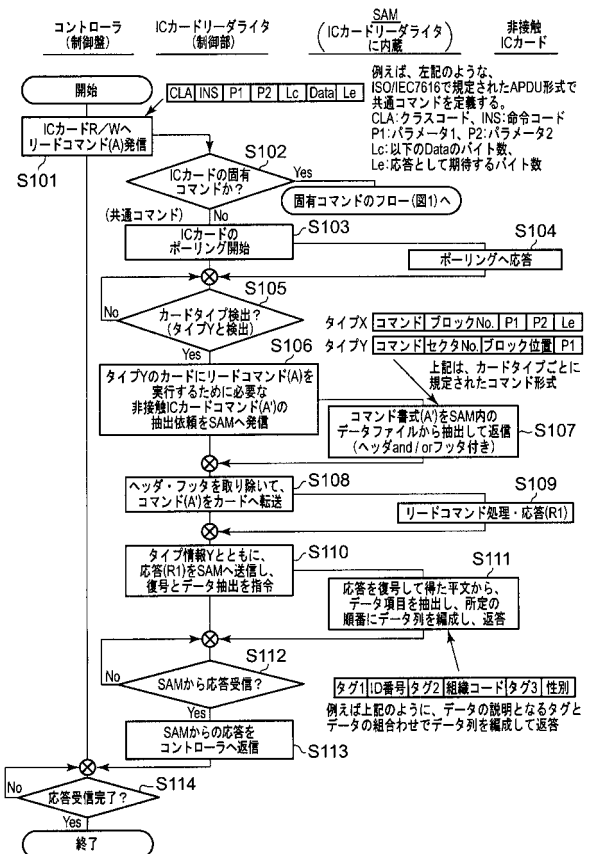 コントローラ
(制御盤)
ICカードリーダライタ
(制御部)
SAM
(ICカードリーダライタ
に内蔵)
非接触
ICカード
開始
CLA INS P1 P2 Lc Data Le
例えば、左記のような、
ISO/IEC7616で規定されたAPDU形式で
共通コマンドを定義する。
CLA:クラスコード、INS:命令コード
P1:パラメータ1、P2:パラメータ2
Lc:以下のDataのバイト数、
Le:応答として期待するバイト数
ICカードR/Wへ
リードコマンド(A)発信
S101
S102
ICカードの固有
コマンドか?
Yes
固有コマンドのフロー(図1)へ
(共通コマンド)
No
S103
ICカードの
ポーリング開始
S104
ポーリングへ応答
S105
No
カードタイプ検出?
(タイプYと検出)
Yes
タイプX コマンド ブロックNo. P1 P2 Le
タイプY コマンド セクタNo. ブロック位置 P1
上記は、カードタイプごとに
規定されたコマンド形式
S106
タイプYのカードにリードコマンド(A)を
実行するために必要な
非接触ICカードコマンド(A')の
抽出依頼をSAMへ発信
コマンド書式(A')をSAM内の
データファイルから抽出して返信
(ヘッダand/orフッタ付き)
S107
S108
ヘッダ・フッタを取り除いて、
コマンド(A')をカードへ転送
S109
リードコマンド処理・応答(R1)
S110
タイプ情報Yとともに、
応答(R1)をSAMへ送信し、
復号とデータ抽出を指令
S111
応答を復号して得た平文から、
データ項目を抽出し、所定の
順番にデータ列を編成し、返答
S112
No
SAMから応答受信?
Yes
タグ1 ID番号 タグ2 組織コード タグ3 性別
例えば上記のように、データの説明となるタグと
データの組合わせでデータ列を編成して返答
SAMからの応答を
コントローラへ返信
S113
S114
No
応答受信完了?
Yes
終了